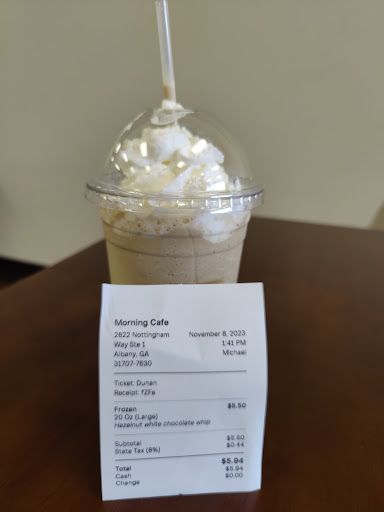 Morning Cafe
2822 Nottingham November 8, 2023
Way Ste 1 1:41 PM
Albany, GA Michael
31707-7630
Ticket: Dunan
Receipt: fZFe
Frozen $5.50
20 Oz (Large)
Hazelnut white chocolate whip
Subtotal $5.50
State Tax (8%) $0.44
Total $5.94
Cash $5.94
Change $0.00